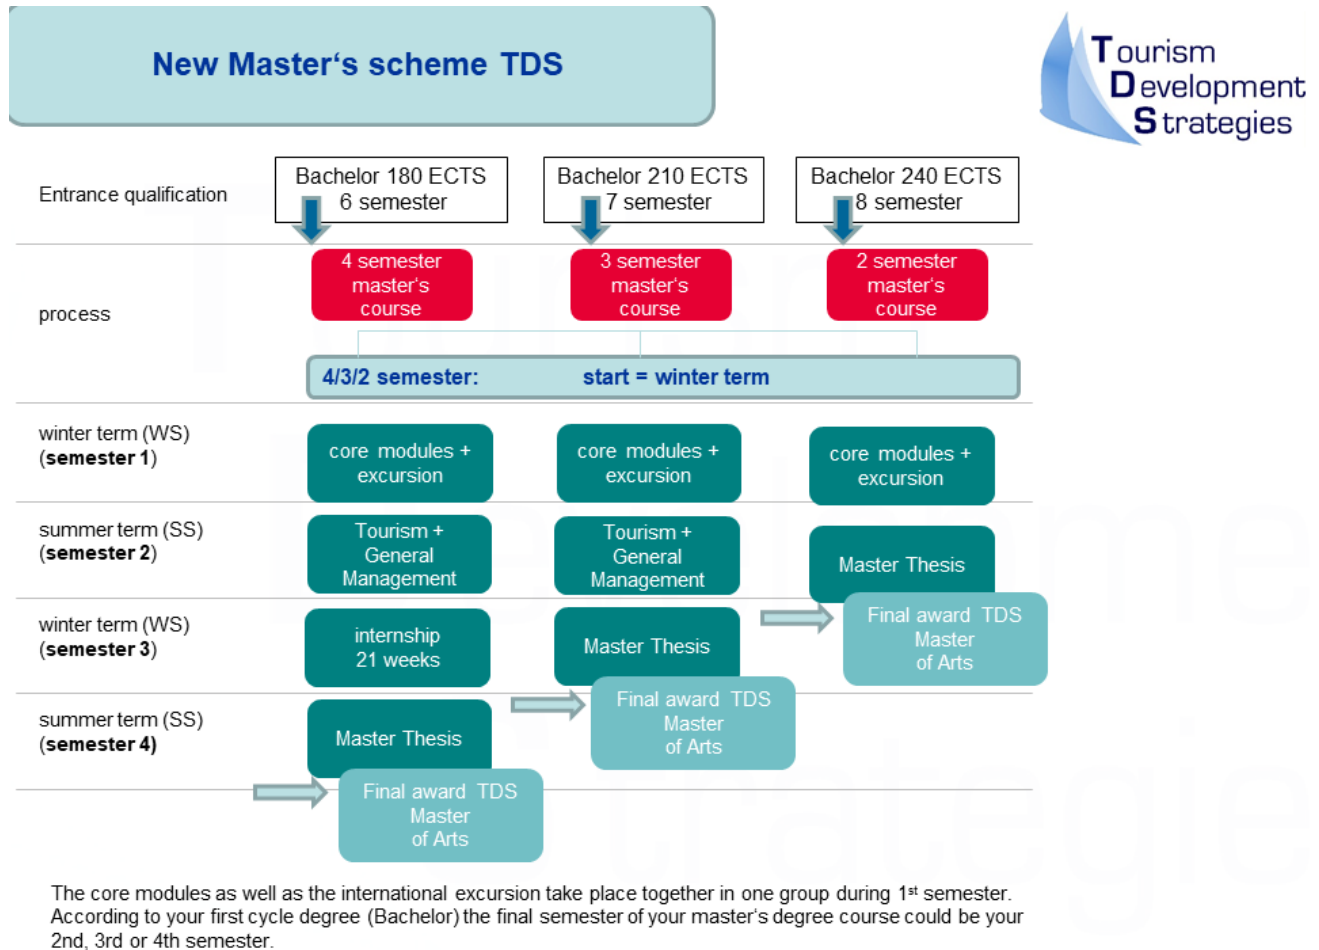 New Master‘s scheme TDS
Tourism
Development
Strategies
Entrance qualification
Bachelor 180 ECTS
6 semester
Bachelor 210 ECTS
7 semester
Bachelor 240 ECTS
8 semester
process
4 semester
master‘s
course
3 semester
master‘s
course
2 semester
master‘s
course
4/3/2 semester: start = winter term
winter term (WS)
(semester 1)
core modules +
excursion
core modules +
excursion
core modules +
excursion
summer term (SS)
(semester 2)
Tourism +
General
Management
Tourism +
General
Management
Master Thesis
winter term (WS)
(semester 3)
internship
21 weeks
Master Thesis
Final award TDS
Master
of Arts
summer term (SS)
(semester 4)
Master Thesis
Final award TDS
Master
of Arts
Final award TDS
Master
of Arts
The core modules as well as the international excursion take place together in one group during 1st semester.
According to your first cycle degree (Bachelor) the final semester of your master‘s degree course could be your
2nd, 3rd or 4th semester.